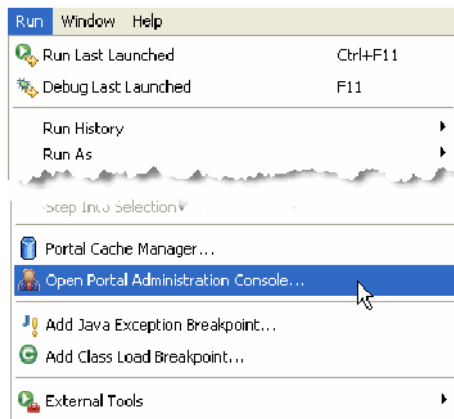 Run Window Help
Run Last Launched Ctrl+F11
Debug Last Launched F11
Run History
Run As
Step Into Selection
Portal Cache Manager...
Open Portal Administration Console...
Add Java Exception Breakpoint...
Add Class Load Breakpoint...
External Tools